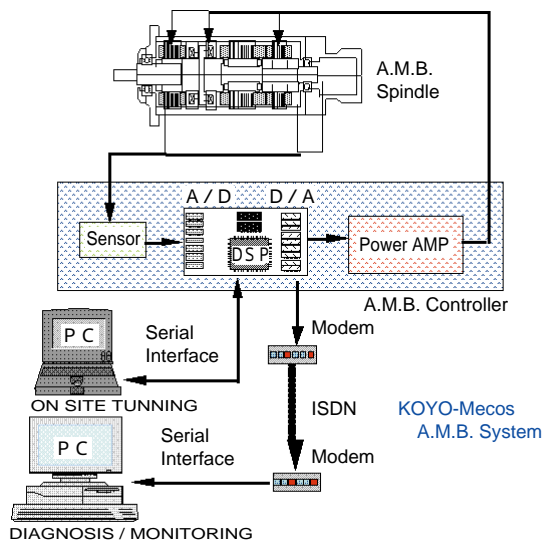 A.M.B.
Spindle
A / D
D / A
Sensor
D S P
Power AMP
A.M.B. Controller
Modem
P C
Serial
Interface
ON SITE TUNNING
ISDN
KOYO-Mecos
A.M.B. System
P C
Serial
Interface
Modem
DIAGNOSIS / MONITORING